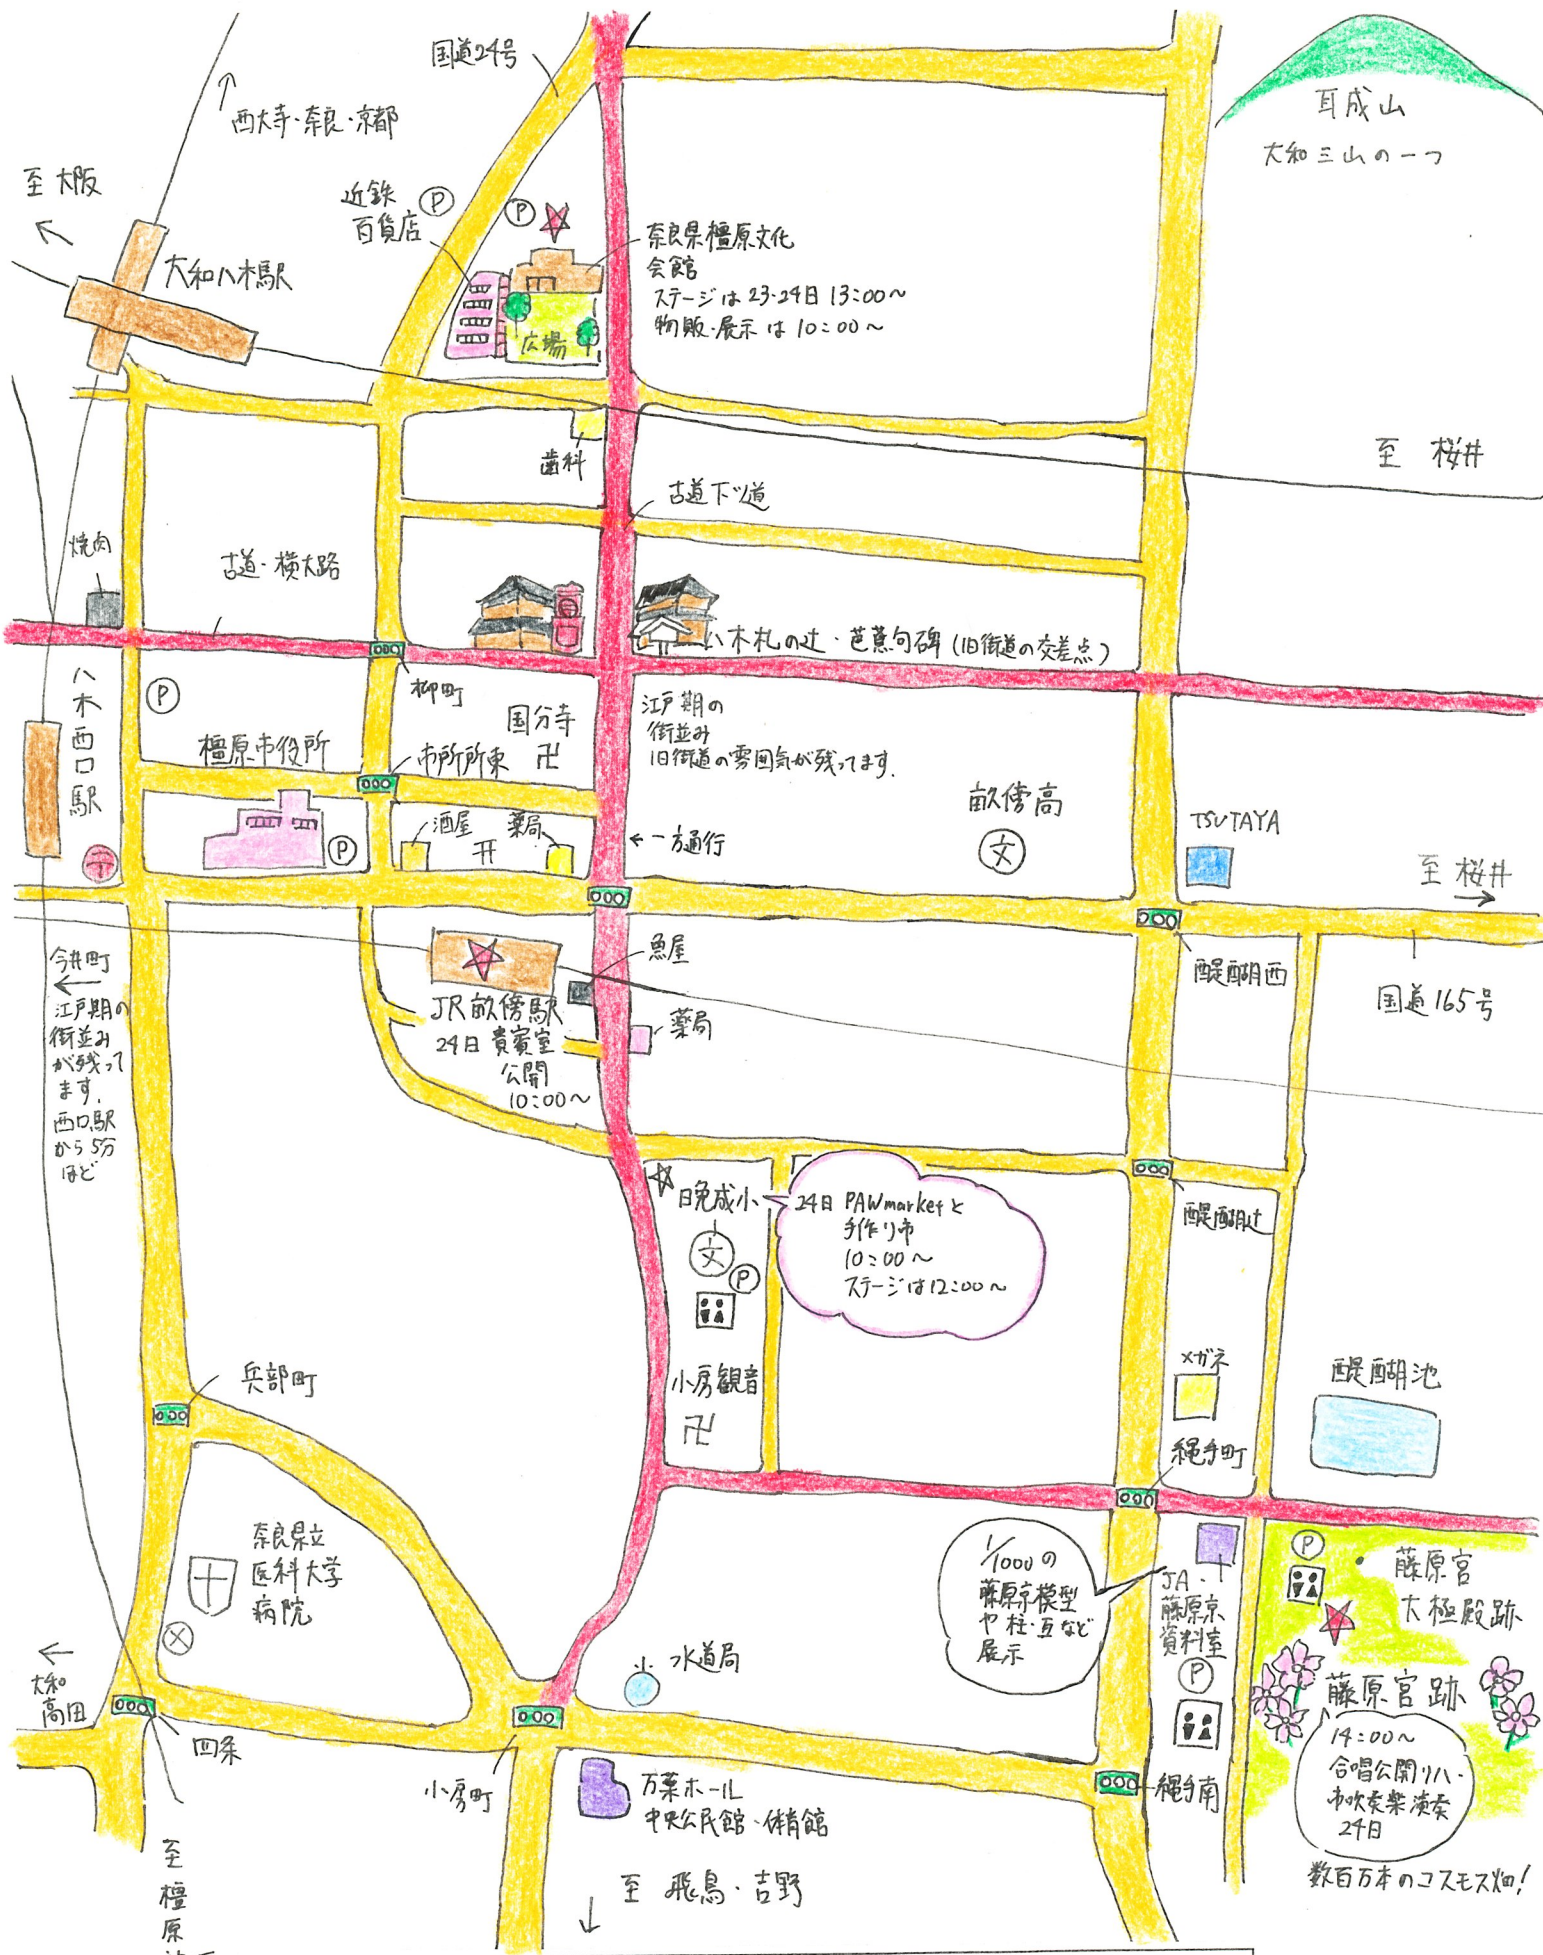 国道24号
西大寺・奈良・京都
至 大阪
耳成山
大和三山の一つ
近鉄
百貨店
P
P
大和八木駅
奈良県橿原文化
会館
ステージは 23・24日 13:00～
物販・展示は 10:00～
広場
歯科
至 桜井
古道下ツ道
焼肉
古道・横大路
八木札の辻・芭蕉句碑(旧街道の交差点)
八木西口駅
P
柳町
国分寺
卍
江戸期の
街並み
旧街道の雰囲気が残ってます.
橿原市役所
市所所東
畝傍高
文
TSUTAYA
酒屋
薬局
P
←一方通行
至 桜井
今井町
江戸期の
街並み
が残って
ます.
西口駅
から5分
ほど
魚屋
醍醐西
国道165号
JR畝傍駅
24日 貴賓室
公開
10:00～
薬局
旧晩成小
文
P
24日 PAWmarketと
手作り市
10:00～
ステージは12:00～
醍醐辻
小房観音
卍
メガネ
醍醐池
兵部町
縄手町
奈良県立
医科大学
病院
1/1000の
藤原京模型
や柱・瓦など
展示
JA・
藤原京
資料室
P
P
藤原宮
大極殿跡
水道局
大和
高田
四条
藤原宮跡
14:00～
合唱公開リハ・
市吹奏楽演奏
24日
小房町
万葉ホール
中央公民館・体育館
縄手南
数百万本のコスモス畑!
至 飛鳥・吉野
至
橿
原